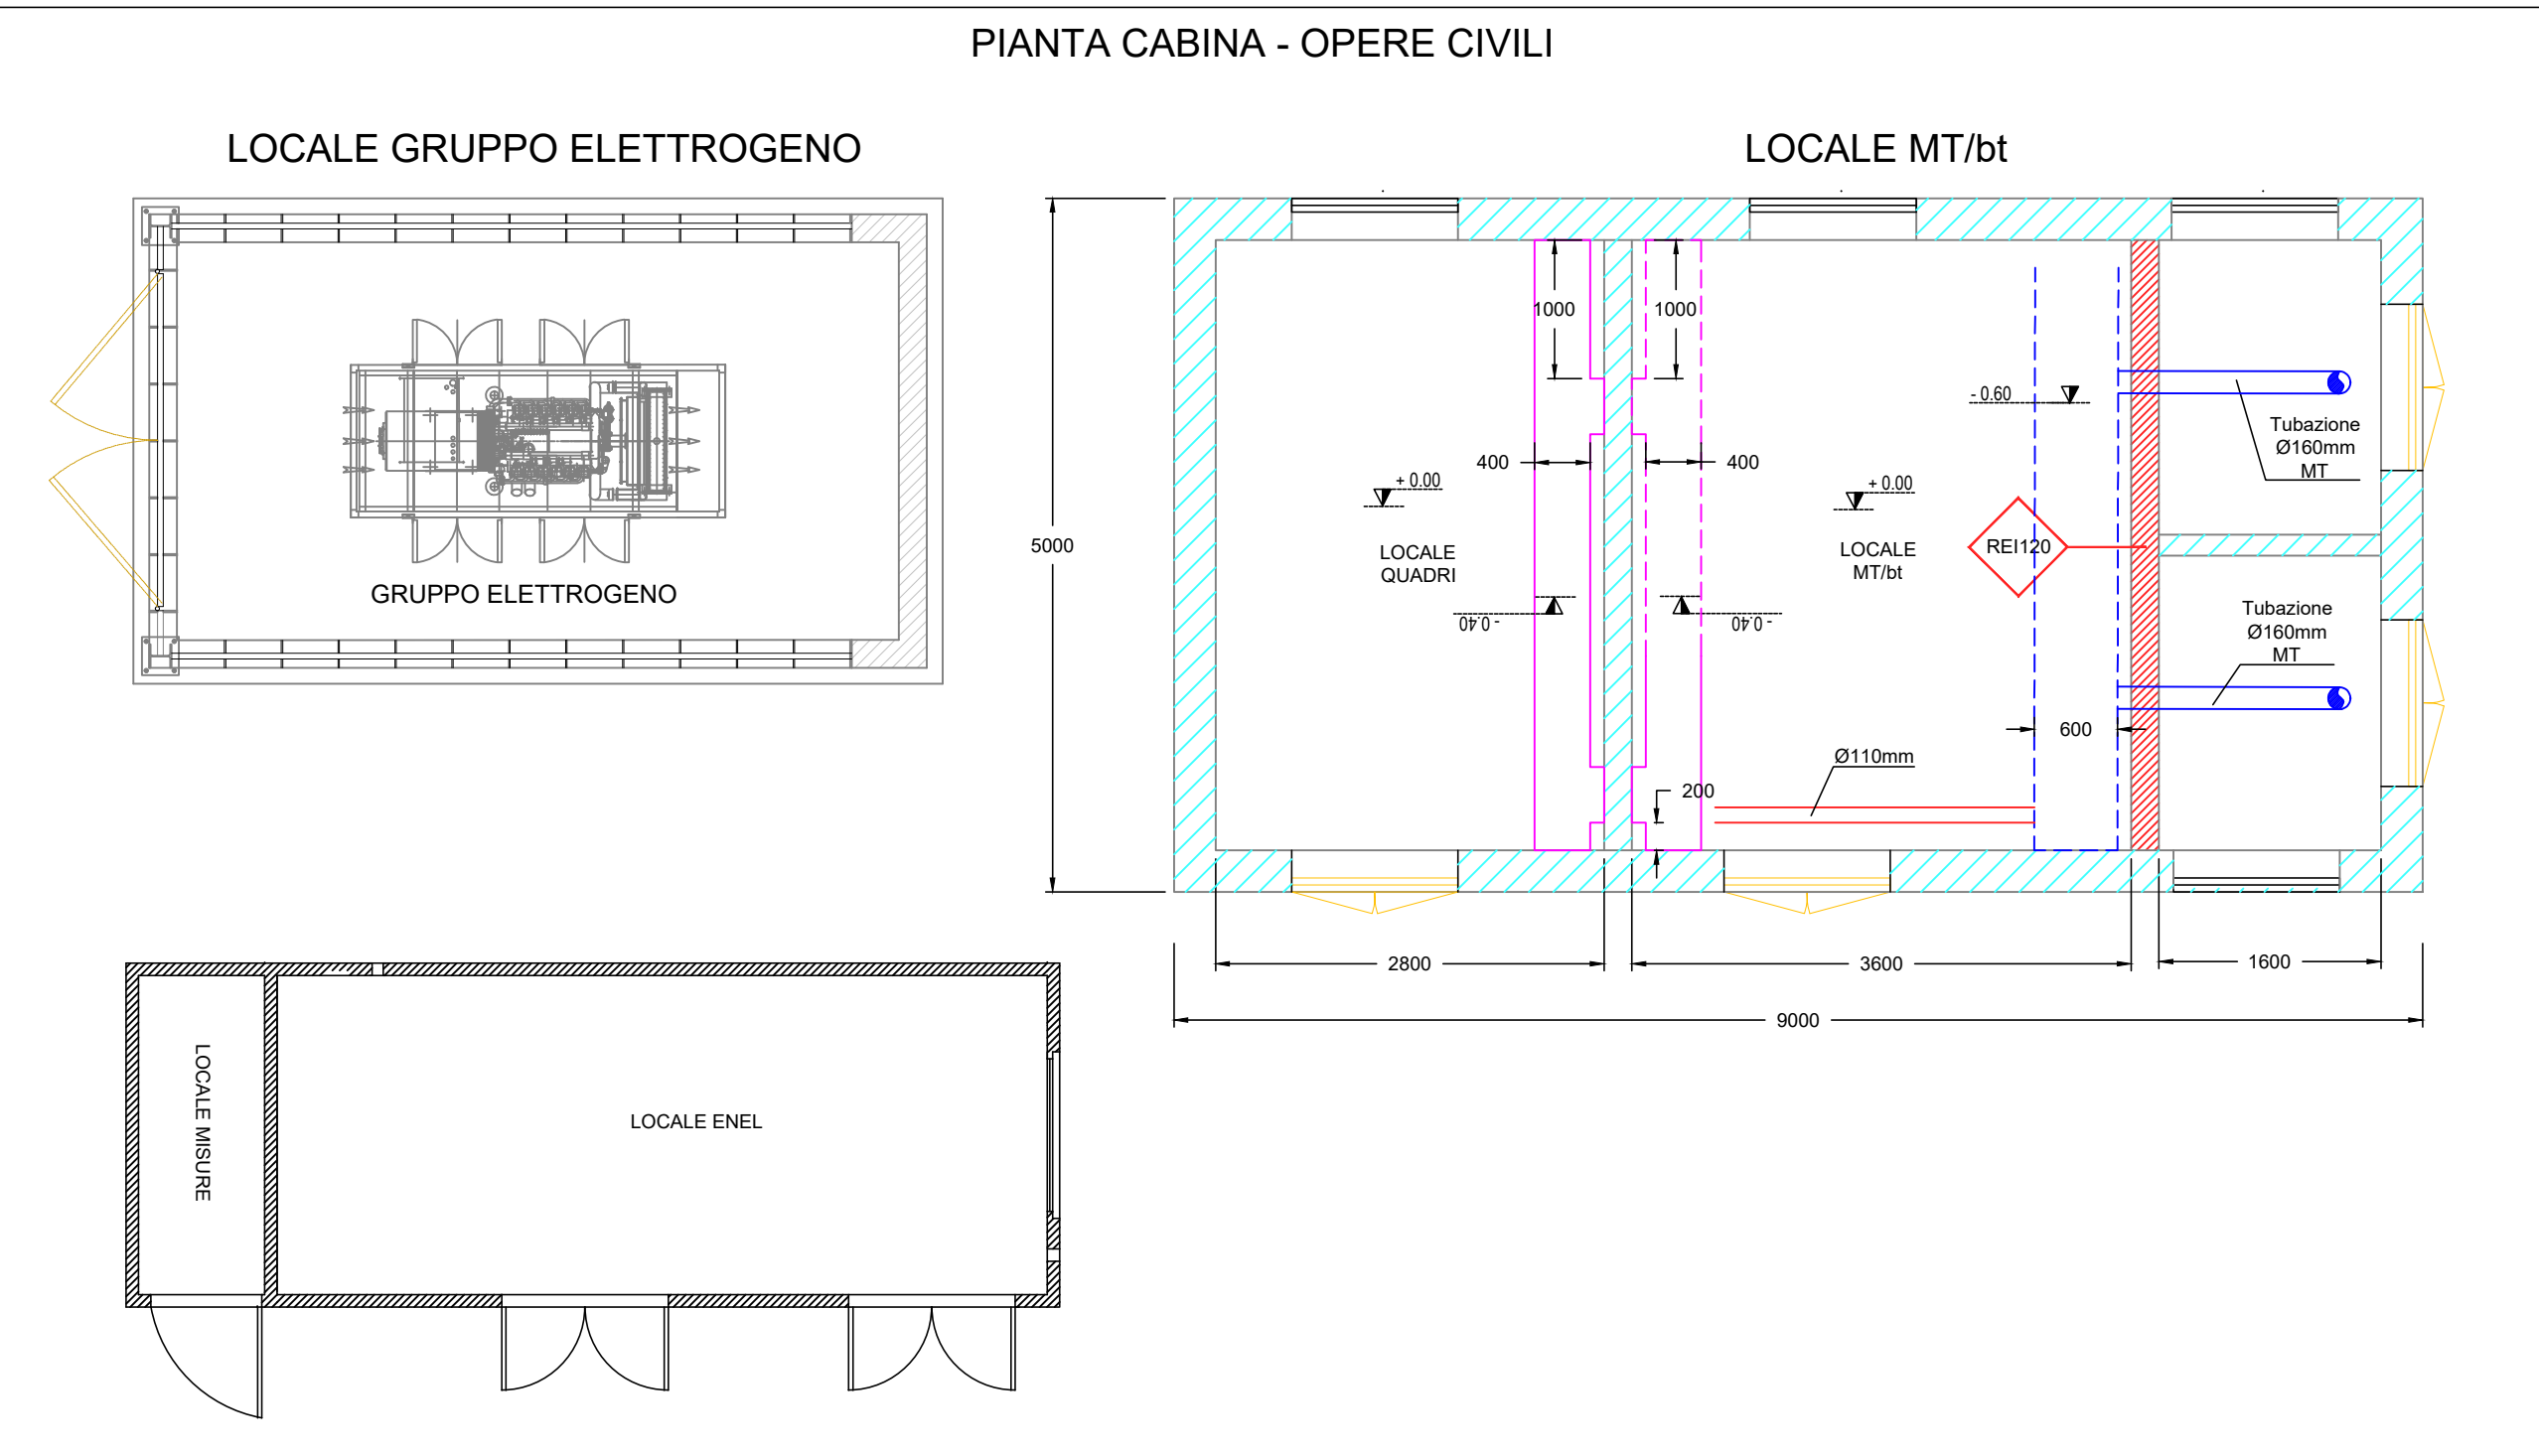 PIANTA CABINA - OPERE CIVILI
LOCALE GRUPPO ELETTROGENO
LOCALE MT/bt
1000
1000
- 0.60
Tubazione
Ø160mm
MT
400
400
+ 0.00
+ 0.00
5000
LOCALE
QUADRI
LOCALE
MT/bt
REI120
GRUPPO ELETTROGENO
- 0.40
- 0.40
Tubazione
Ø160mm
MT
600
Ø110mm
200
2800
3600
1600
9000
LOCALE MISURE
LOCALE ENEL